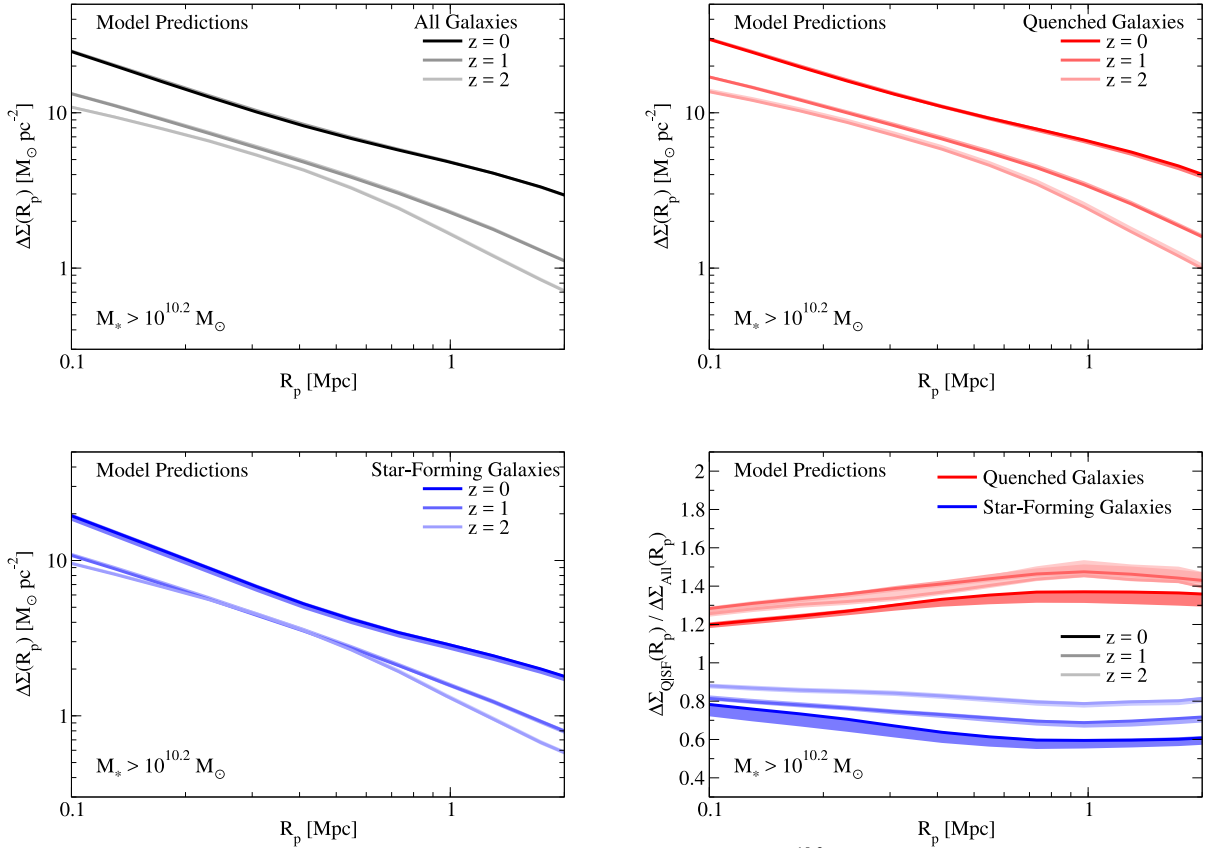 Model Predictions
All Galaxies
z = 0
z = 1
z = 2
10
1
ΔΣ(R_p) [M_⊙ pc^-2]
M_* > 10^10.2 M_⊙
0.1
1
R_p [Mpc]
Model Predictions
Quenched Galaxies
z = 0
z = 1
z = 2
10
1
ΔΣ(R_p) [M_⊙ pc^-2]
M_* > 10^10.2 M_⊙
0.1
1
R_p [Mpc]
Model Predictions
Star-Forming Galaxies
z = 0
z = 1
z = 2
10
1
ΔΣ(R_p) [M_⊙ pc^-2]
M_* > 10^10.2 M_⊙
0.1
1
R_p [Mpc]
Model Predictions
Quenched Galaxies
Star-Forming Galaxies
2
1.8
1.6
1.4
1.2
1
0.8
0.6
0.4
ΔΣ_Q|SF(R_p) / ΔΣ_All(R_p)
z = 0
z = 1
z = 2
M_* > 10^10.2 M_⊙
0.1
1
R_p [Mpc]